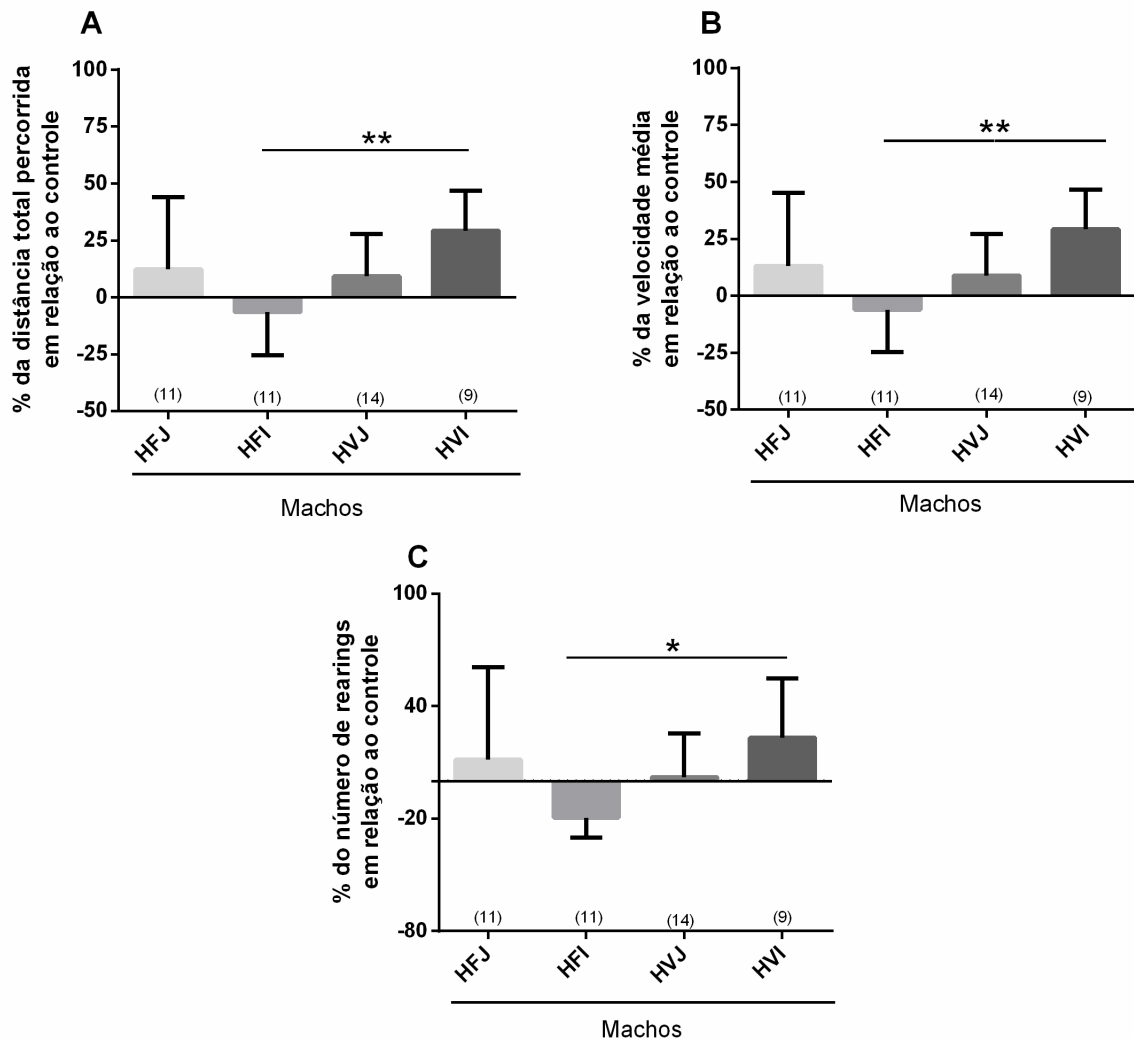 A
% da distância total percorrida
em relação ao controle
100
75
50
25
0
-25
-50
**
(11)
(11)
(14)
(9)
HFJ
HFI
HVJ
HVI
Machos
B
% da velocidade média
em relação ao controle
100
75
50
25
0
-25
-50
**
(11)
(11)
(14)
(9)
HFJ
HFI
HVJ
HVI
Machos
C
% do número de rearings
em relação ao controle
100
40
-20
-80
*
(11)
(11)
(14)
(9)
HFJ
HFI
HVJ
HVI
Machos